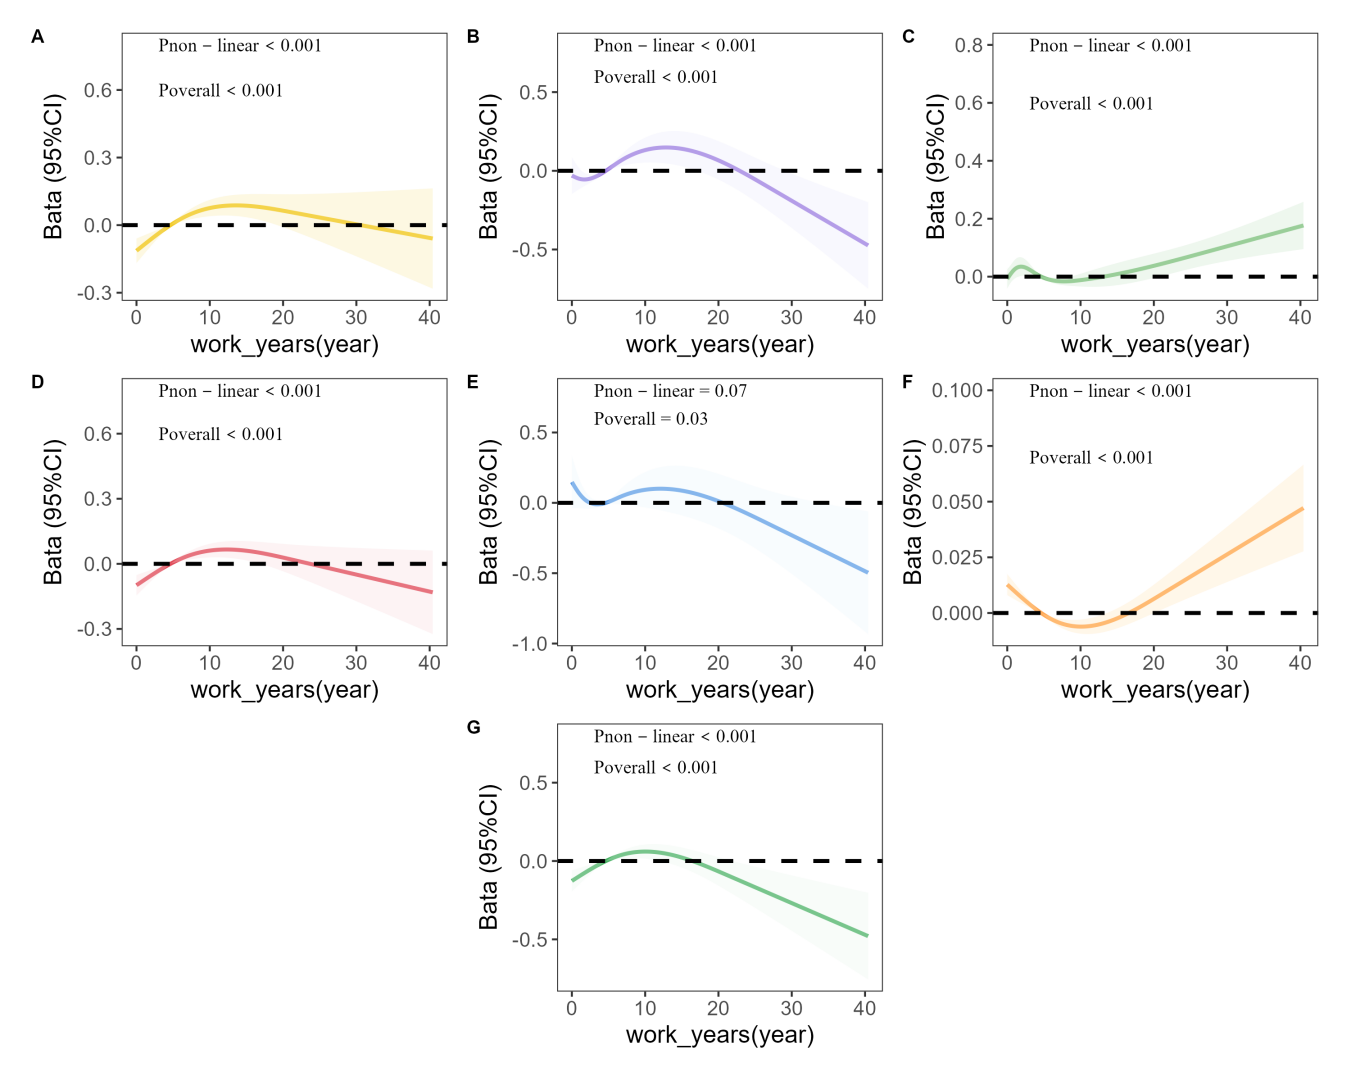 A
Pnon − linear < 0.001
Poverall < 0.001
0.6
0.3
0.0
-0.3
Bata (95%CI)
0 10 20 30 40
work_years(year)
B
Pnon − linear < 0.001
Poverall < 0.001
0.5
0.0
-0.5
Bata (95%CI)
0 10 20 30 40
work_years(year)
C
Pnon − linear < 0.001
Poverall < 0.001
0.8
0.6
0.4
0.2
0.0
Bata (95%CI)
0 10 20 30 40
work_years(year)
D
Pnon − linear < 0.001
Poverall < 0.001
0.6
0.3
0.0
-0.3
Bata (95%CI)
0 10 20 30 40
work_years(year)
E
Pnon − linear = 0.07
Poverall = 0.03
0.5
0.0
-0.5
-1.0
Bata (95%CI)
0 10 20 30 40
work_years(year)
F
Pnon − linear < 0.001
Poverall < 0.001
0.100
0.075
0.050
0.025
0.000
Bata (95%CI)
0 10 20 30 40
work_years(year)
G
Pnon − linear < 0.001
Poverall < 0.001
0.5
0.0
-0.5
Bata (95%CI)
0 10 20 30 40
work_years(year)